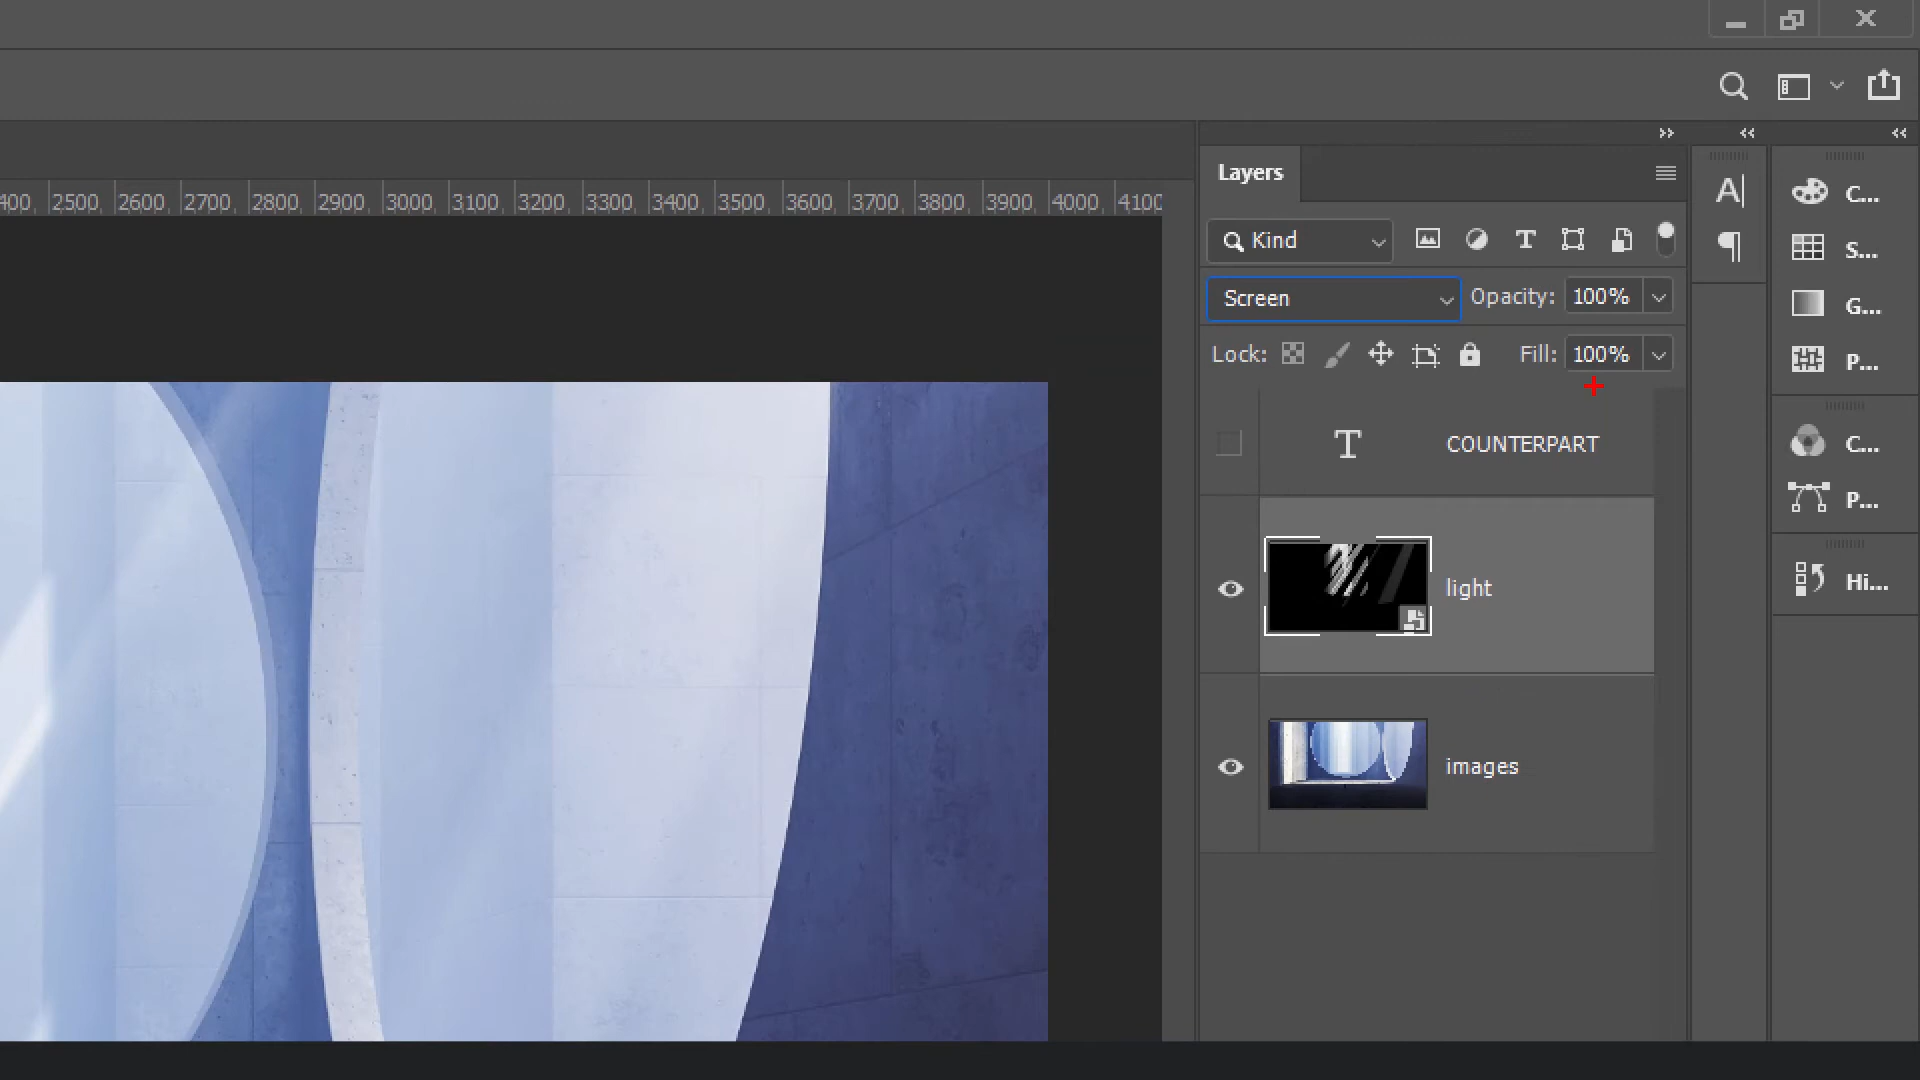 400 2500 2600 2700 2800 2900 3000 3100 3200 3300 3400 3500 3600 3700 3800 3900 4000 4100
Layers
Kind
T
Screen
Opacity: 100%
Lock:
Fill: 100%
T COUNTERPART
light
images
A
C...
S...
G...
P...
C...
P...
Hi...